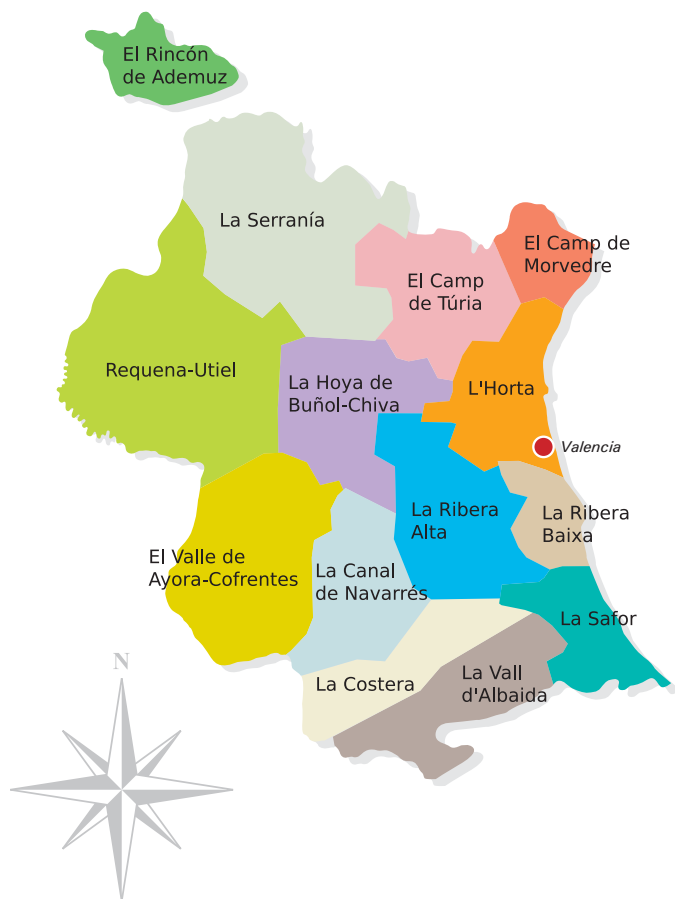 El Rincón
de Ademuz
La Serranía
El Camp de
Morvedre
El Camp
de Túria
Requena-Utiel
La Hoya de
Buñol-Chiva
L'Horta
Valencia
La Ribera
Alta
La Ribera
Baixa
El Valle de
Ayora-Cofrentes
La Canal
de Navarrés
La Safor
La Costera
La Vall
d'Albaida
N